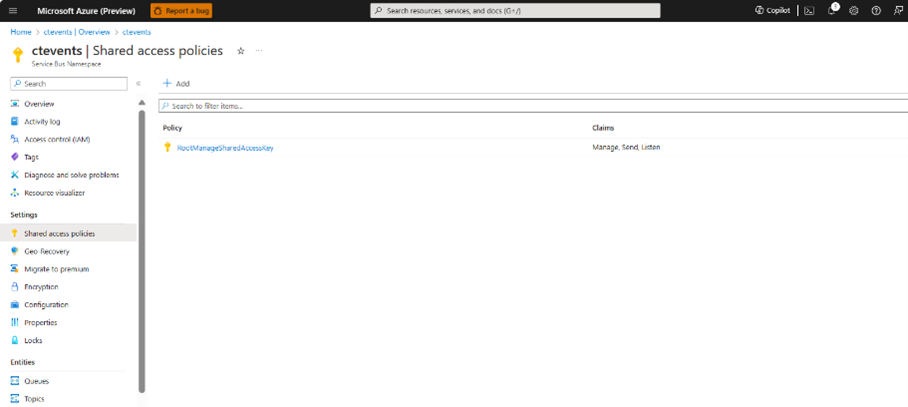 Microsoft Azure (Preview)
Report a bug
Search resources, services, and docs (G+/)
Copilot
Home > ctevents | Overview > ctevents
ctevents | Shared access policies
Service Bus Namespace
Search
Add
Search to filter items...
Policy Claims
RootManageSharedAccessKey Manage, Send, Listen
Overview
Activity log
Access control (IAM)
Tags
Diagnose and solve problems
Resource visualizer
Settings
Shared access policies
Geo-Recovery
Migrate to premium
Encryption
Configuration
Properties
Locks
Entities
Queues
Topics